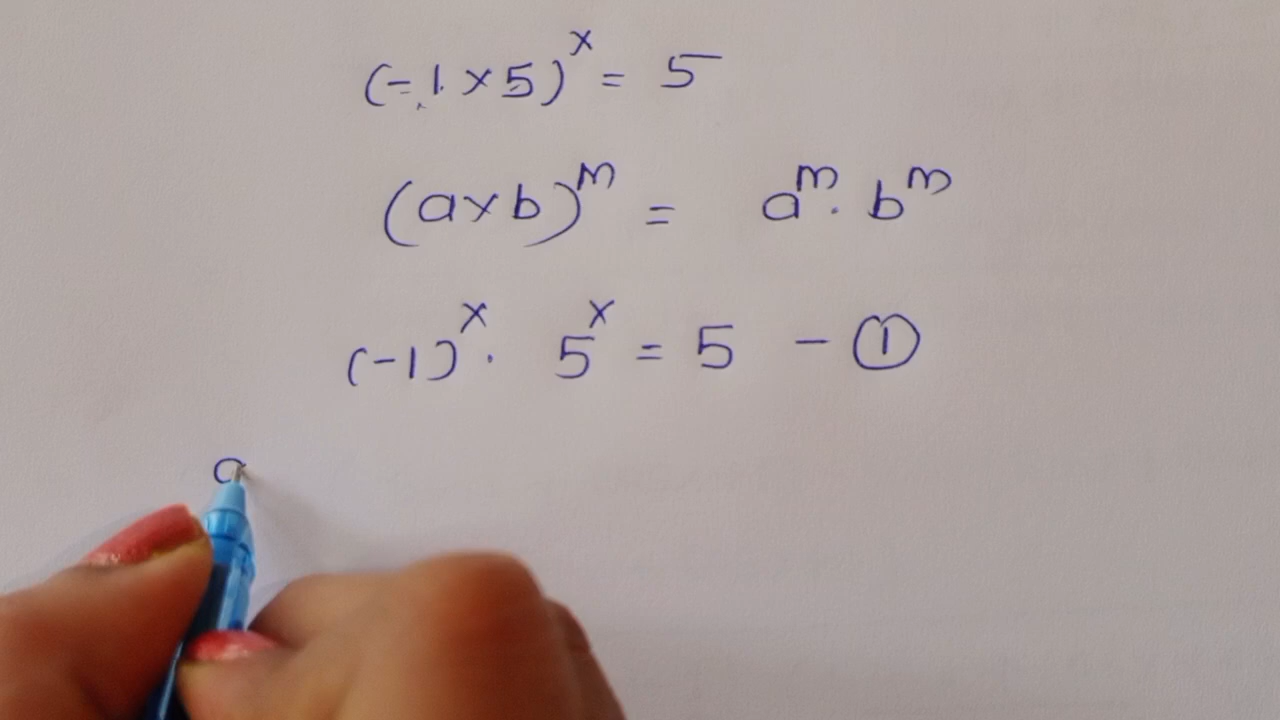 (-1 × 5)^x = 5
(a×b)^m = a^m . b^m
(-1)^x . 5^x = 5 - ①